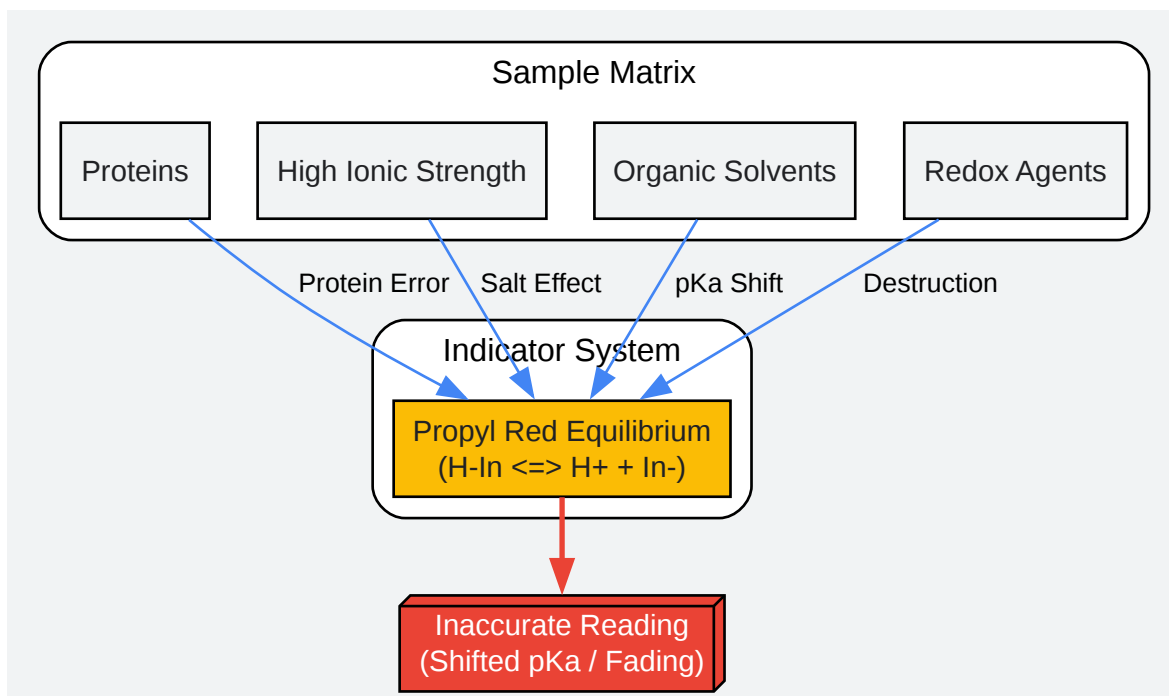 Sample Matrix
Proteins
High Ionic Strength
Organic Solvents
Redox Agents
Protein Error
Salt Effect
pKa Shift
Destruction
Indicator System
Propyl Red Equilibrium
(H-In <=> H+ + In-)
Inaccurate Reading
(Shifted pKa / Fading)